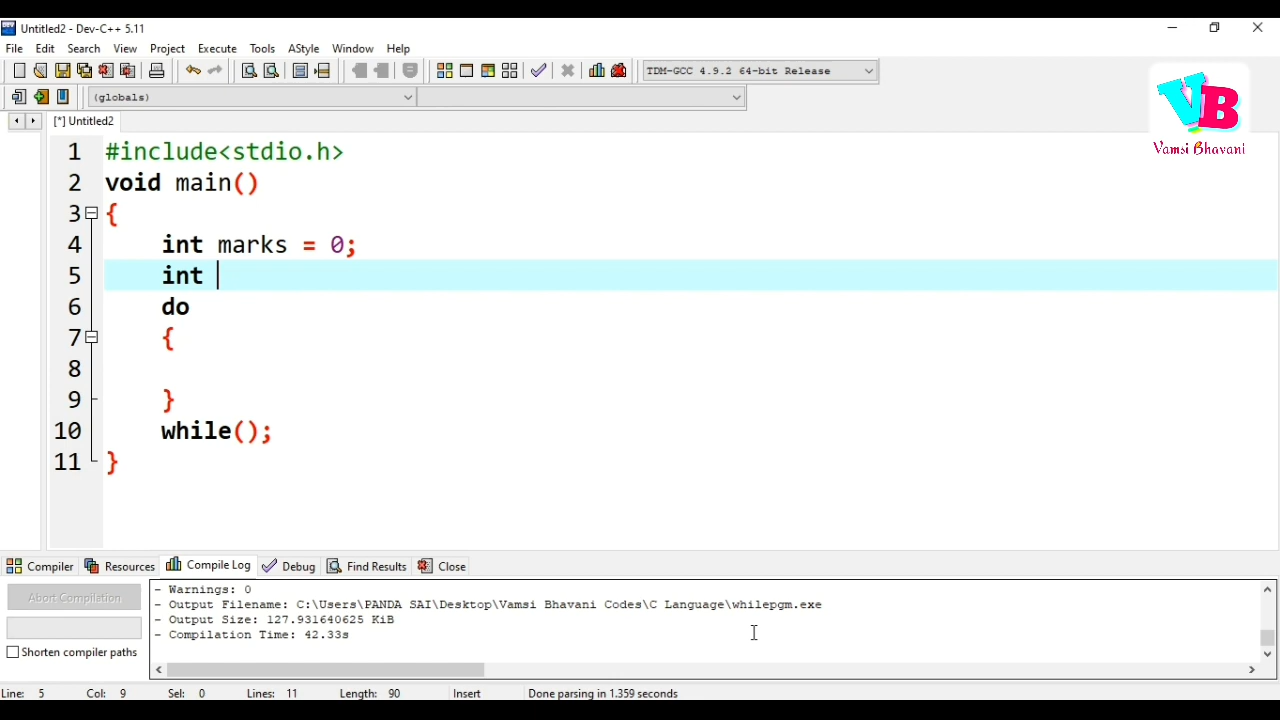 Untitled2 - Dev-C++ 5.11
File Edit Search View Project Execute Tools AStyle Window Help
TDM-GCC 4.9.2 64-bit Release
(globals)
VB
Vamsi Bhavani
[*] Untitled2
1 #include<stdio.h>
2 void main()
3 {
4 int marks = 0;
5 int
6 do
7 {
8
9 }
10 while();
11 }
Compiler Resources Compile Log Debug Find Results Close
Abort Compilation
Shorten compiler paths
- Warnings: 0
- Output Filename: C:\Users\PANDA SAI\Desktop\Vamsi Bhavani Codes\C Language\whilepgm.exe
- Output Size: 127.931640625 KiB
- Compilation Time: 42.33s
Line: 5 Col: 9 Sel: 0 Lines: 11 Length: 90 Insert Done parsing in 1.359 seconds